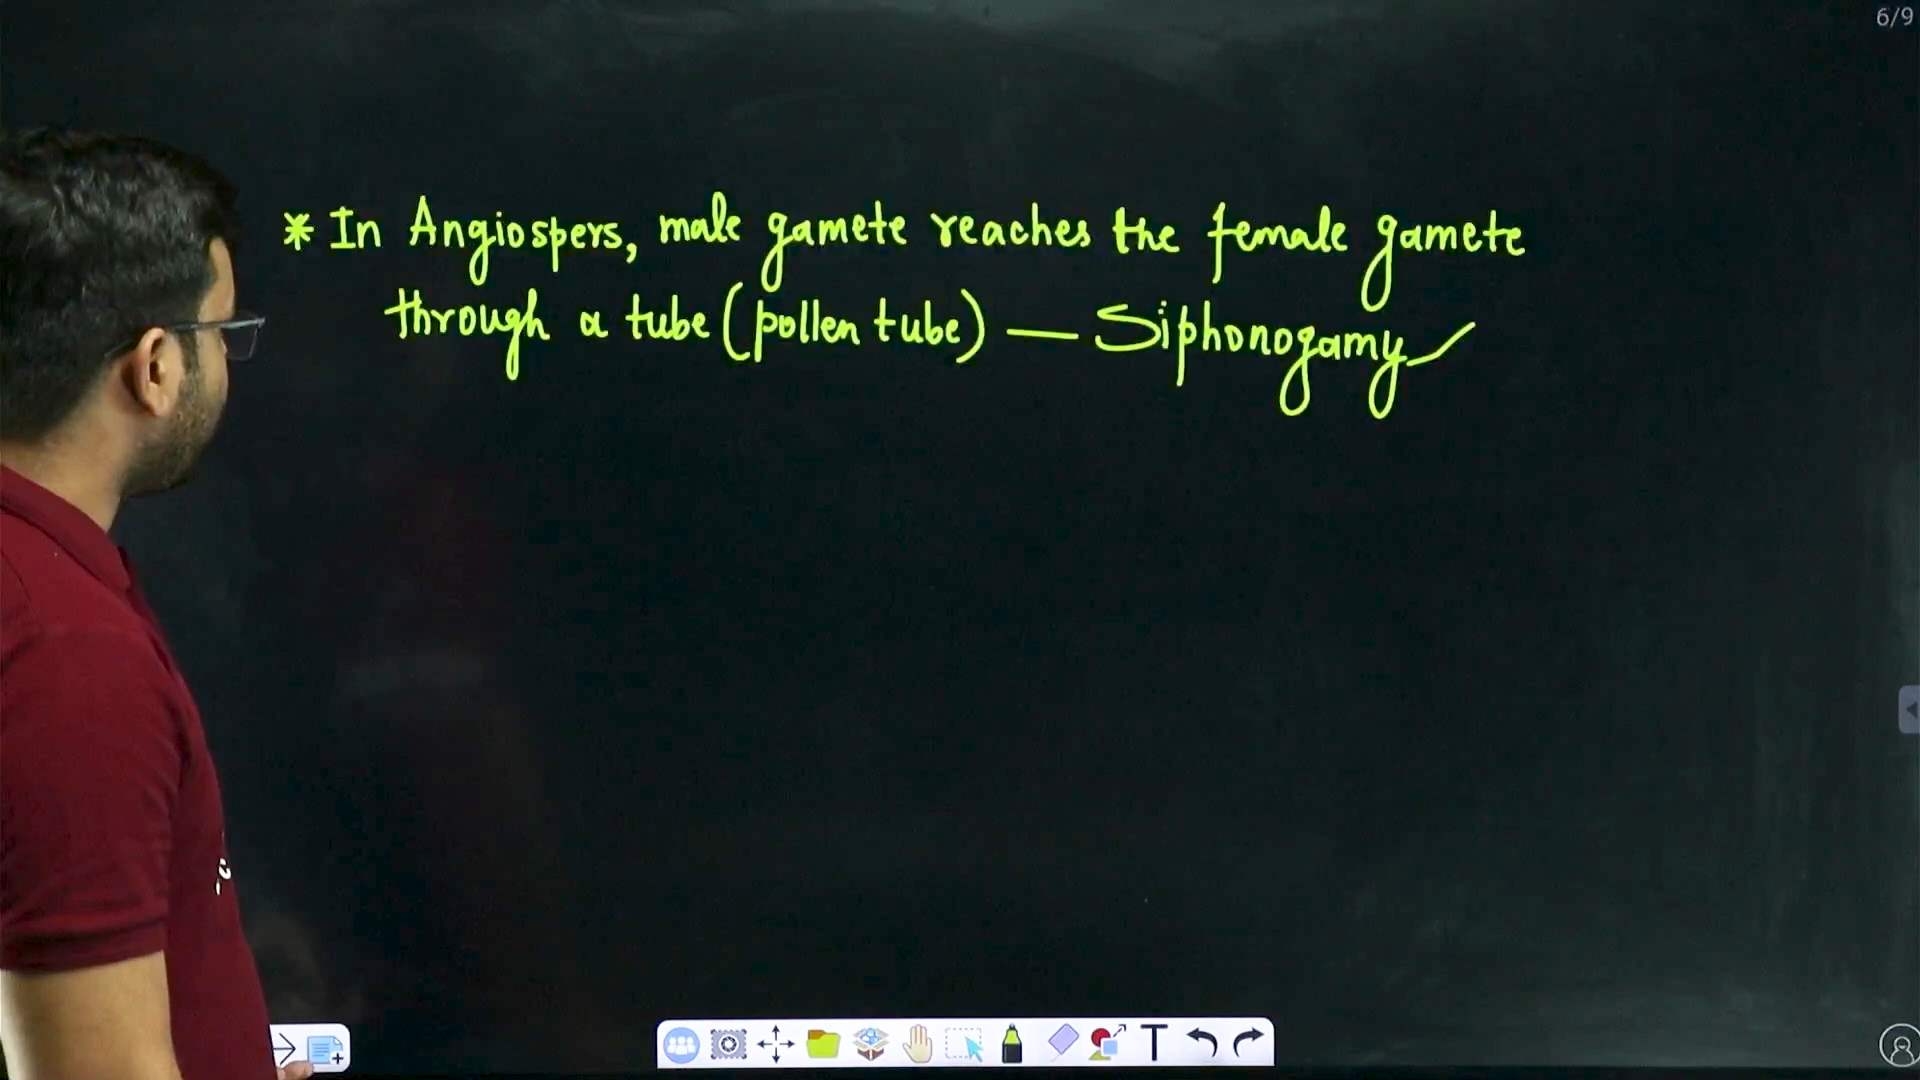 6/9
* In Angiospers, male gamete reaches the female gamete
through a tube (pollen tube) — Siphonogamy
T